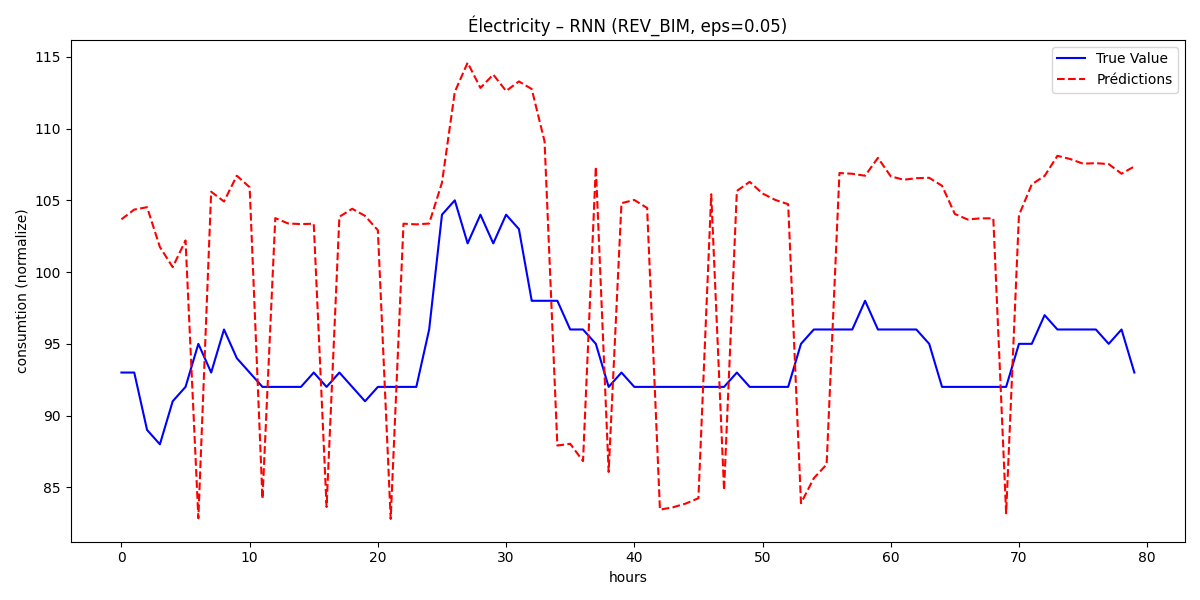 Électricity – RNN (REV_BIM, eps=0.05)
True Value
Prédictions
consumtion (normalize)
115
110
105
100
95
90
85
0 10 20 30 40 50 60 70 80
hours